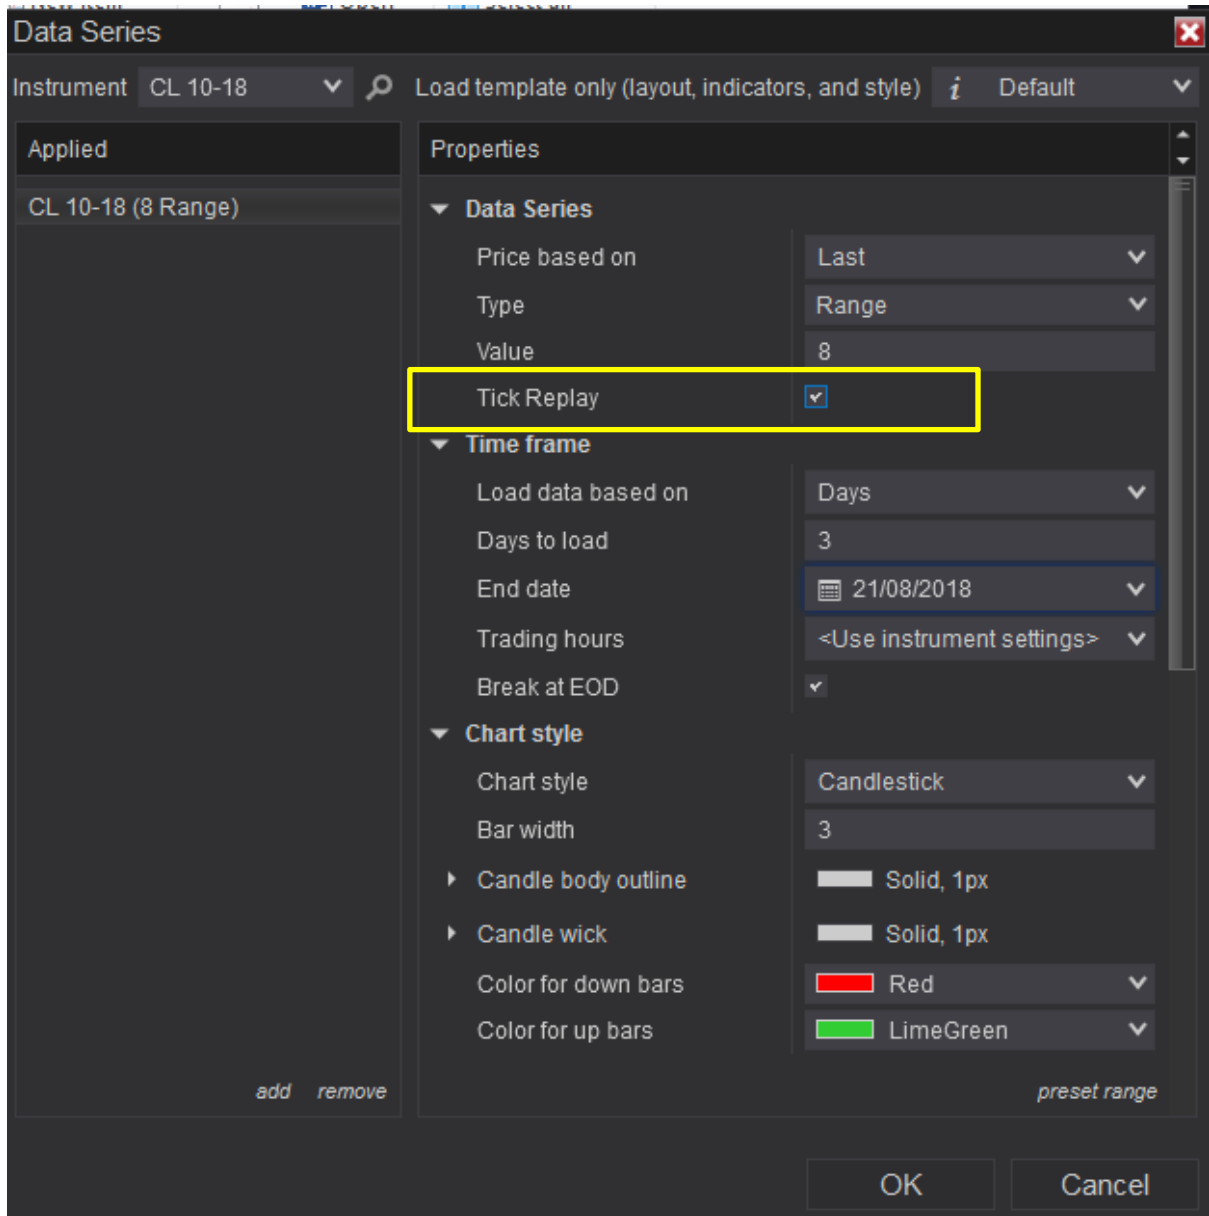 Data Series
Instrument CL 10-18 Load template only (layout, indicators, and style) i Default
Applied
Properties
CL 10-18 (8 Range)
Data Series
Price based on Last
Type Range
Value 8
Tick Replay
Time frame
Load data based on Days
Days to load 3
End date 21/08/2018
Trading hours <Use instrument settings>
Break at EOD
Chart style
Chart style Candlestick
Bar width 3
Candle body outline Solid, 1px
Candle wick Solid, 1px
Color for down bars Red
Color for up bars LimeGreen
add remove
preset range
OK Cancel